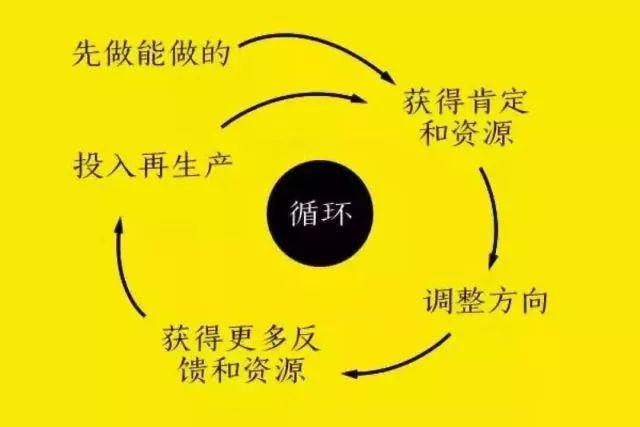 先做能做的
获得肯定
和资源
投入再生产
循环
调整方向
获得更多反
馈和资源